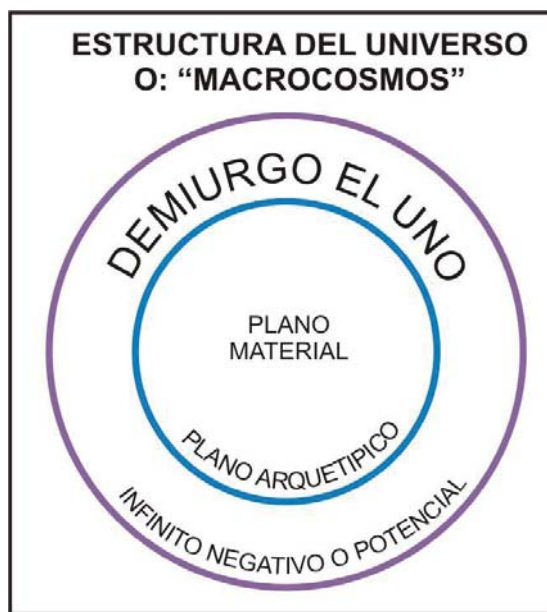 ESTRUCTURA DEL UNIVERSO
O: “MACROCOSMOS”
DEMIURGO EL UNO
PLANO
MATERIAL
PLANO ARQUETIPICO
INFINITO NEGATIVO O POTENCIAL